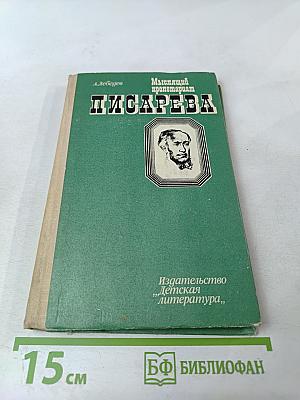 А.Лебедев
Мыслящий
пролетариат
ПИСАРЕВА
Издательство
„Детская
литература„
15 см
БФ БИБЛИОФАН